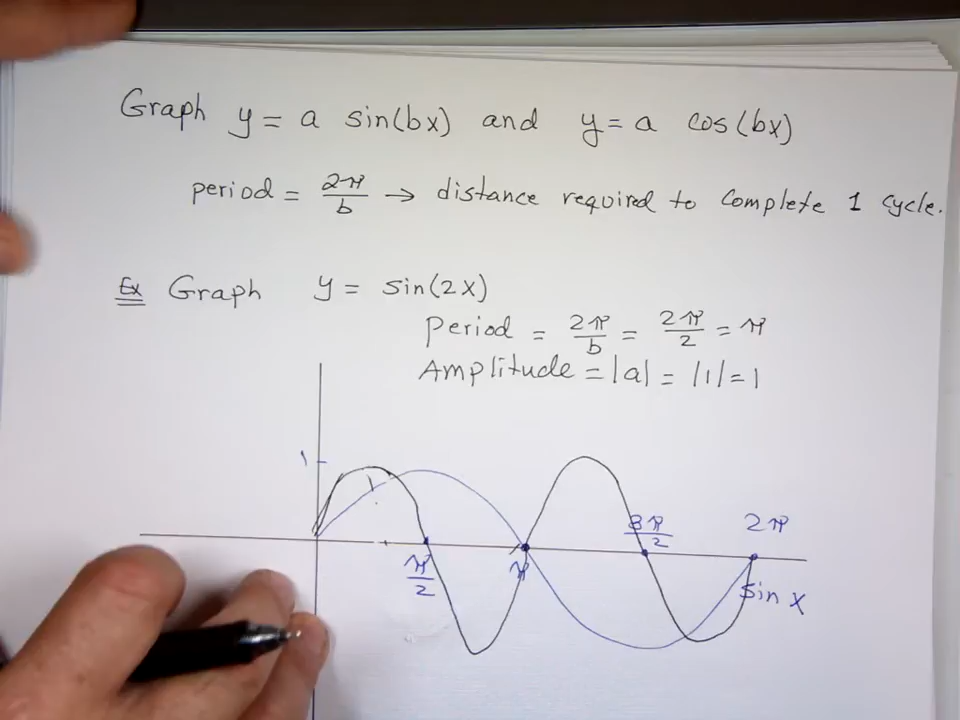 Graph y = a sin(bx) and y = a cos(bx)
period = 2π/b → distance required to complete 1 cycle.
Ex Graph y = sin(2x)
Period = 2π/b = 2π/2 = π
Amplitude = |a| = |1| = 1
1
3π/2 2π
π/2 π
sin x